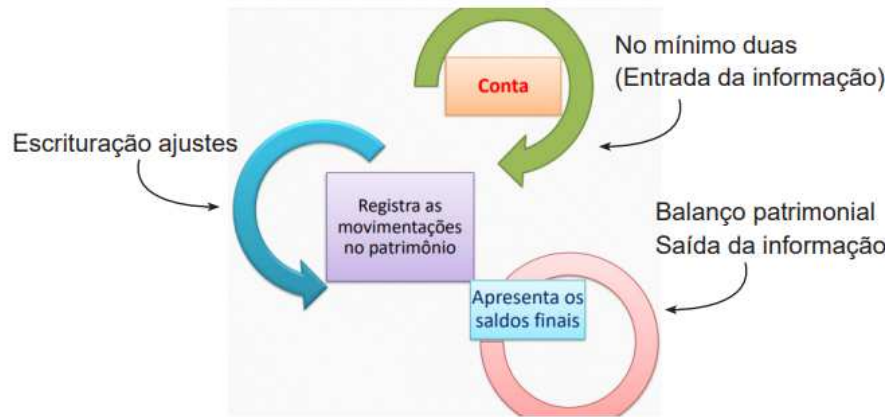 No mínimo duas
(Entrada da informação)
Conta
Escrituração ajustes
Registra as
movimentações
no patrimônio
Balanço patrimonial
Saída da informação
Apresenta os
saldos finais